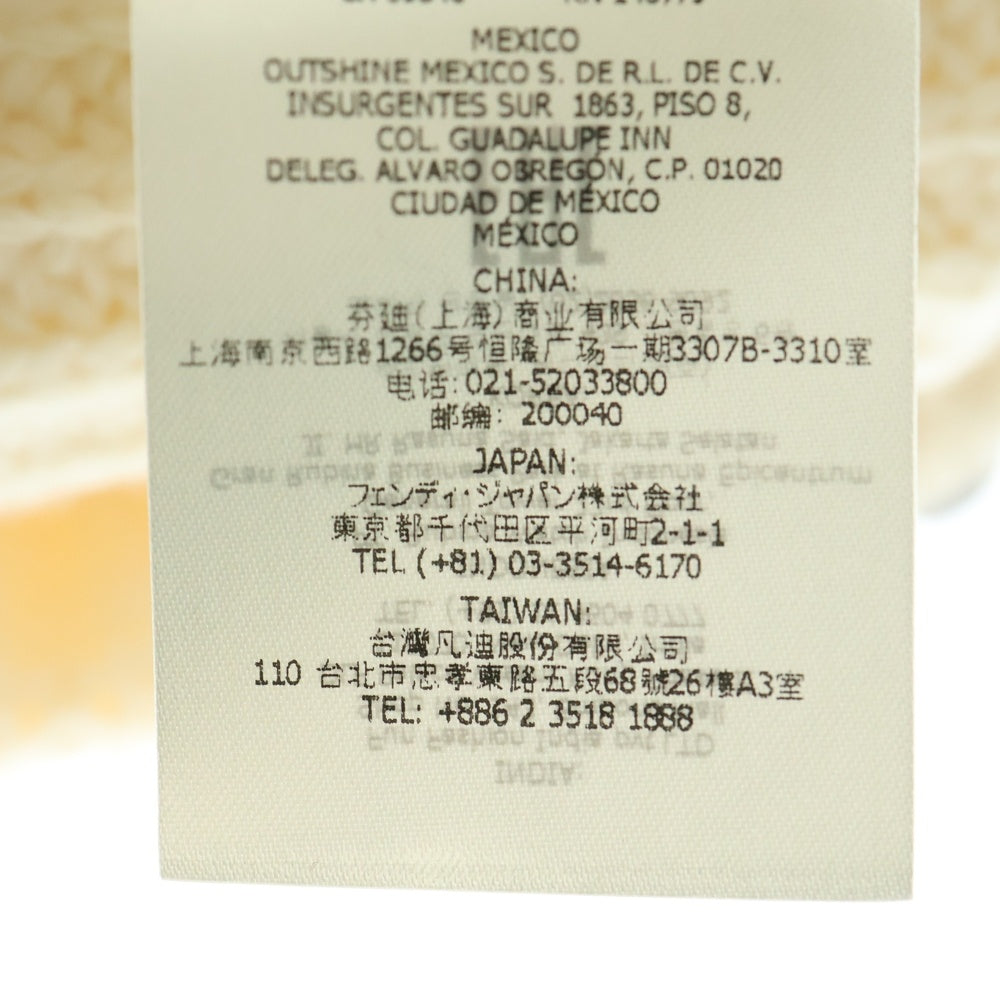 MEXICO
OUTSHINE MEXICO S. DE R.L. DE C.V.
INSURGENTES SUR 1863, PISO 8,
COL. GUADALUPE INN
DELEG. ALVARO OBREGÓN, C.P. 01020
CIUDAD DE MÉXICO
MÉXICO
CHINA:
芬迪(上海)商业有限公司
上海南京西路1266号恒隆广场一期3307B-3310室
电话: 021-52033800
邮编: 200040
JAPAN:
フェンディ・ジャパン株式会社
東京都千代田区平河町2-1-1
TEL (+81) 03-3514-6170
TAIWAN:
台灣凡迪股份有限公司
110 台北市忠孝東路五段68號26樓A3室
TEL: +886 2 3518 1888